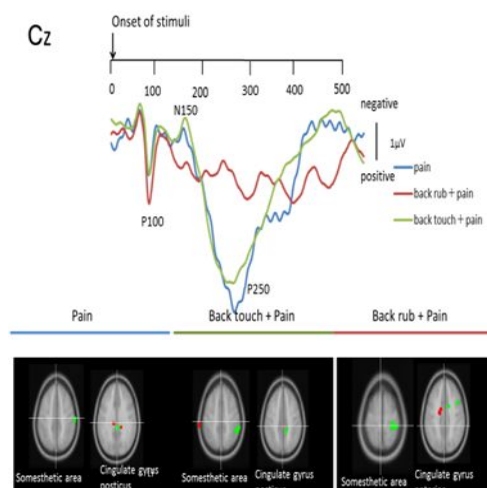 Onset of stimuli
Cz
0 100 200 300 400 500
N150
negative
1μV
positive
pain
back rub+pain
back touch+pain
P100
P250
Pain
Back touch + Pain
Back rub + Pain
Somesthetic area
Cingulate gyrus
posticus
Somesthetic area
Cingulate gyrus
Somesthetic area
Cingulate gyrus